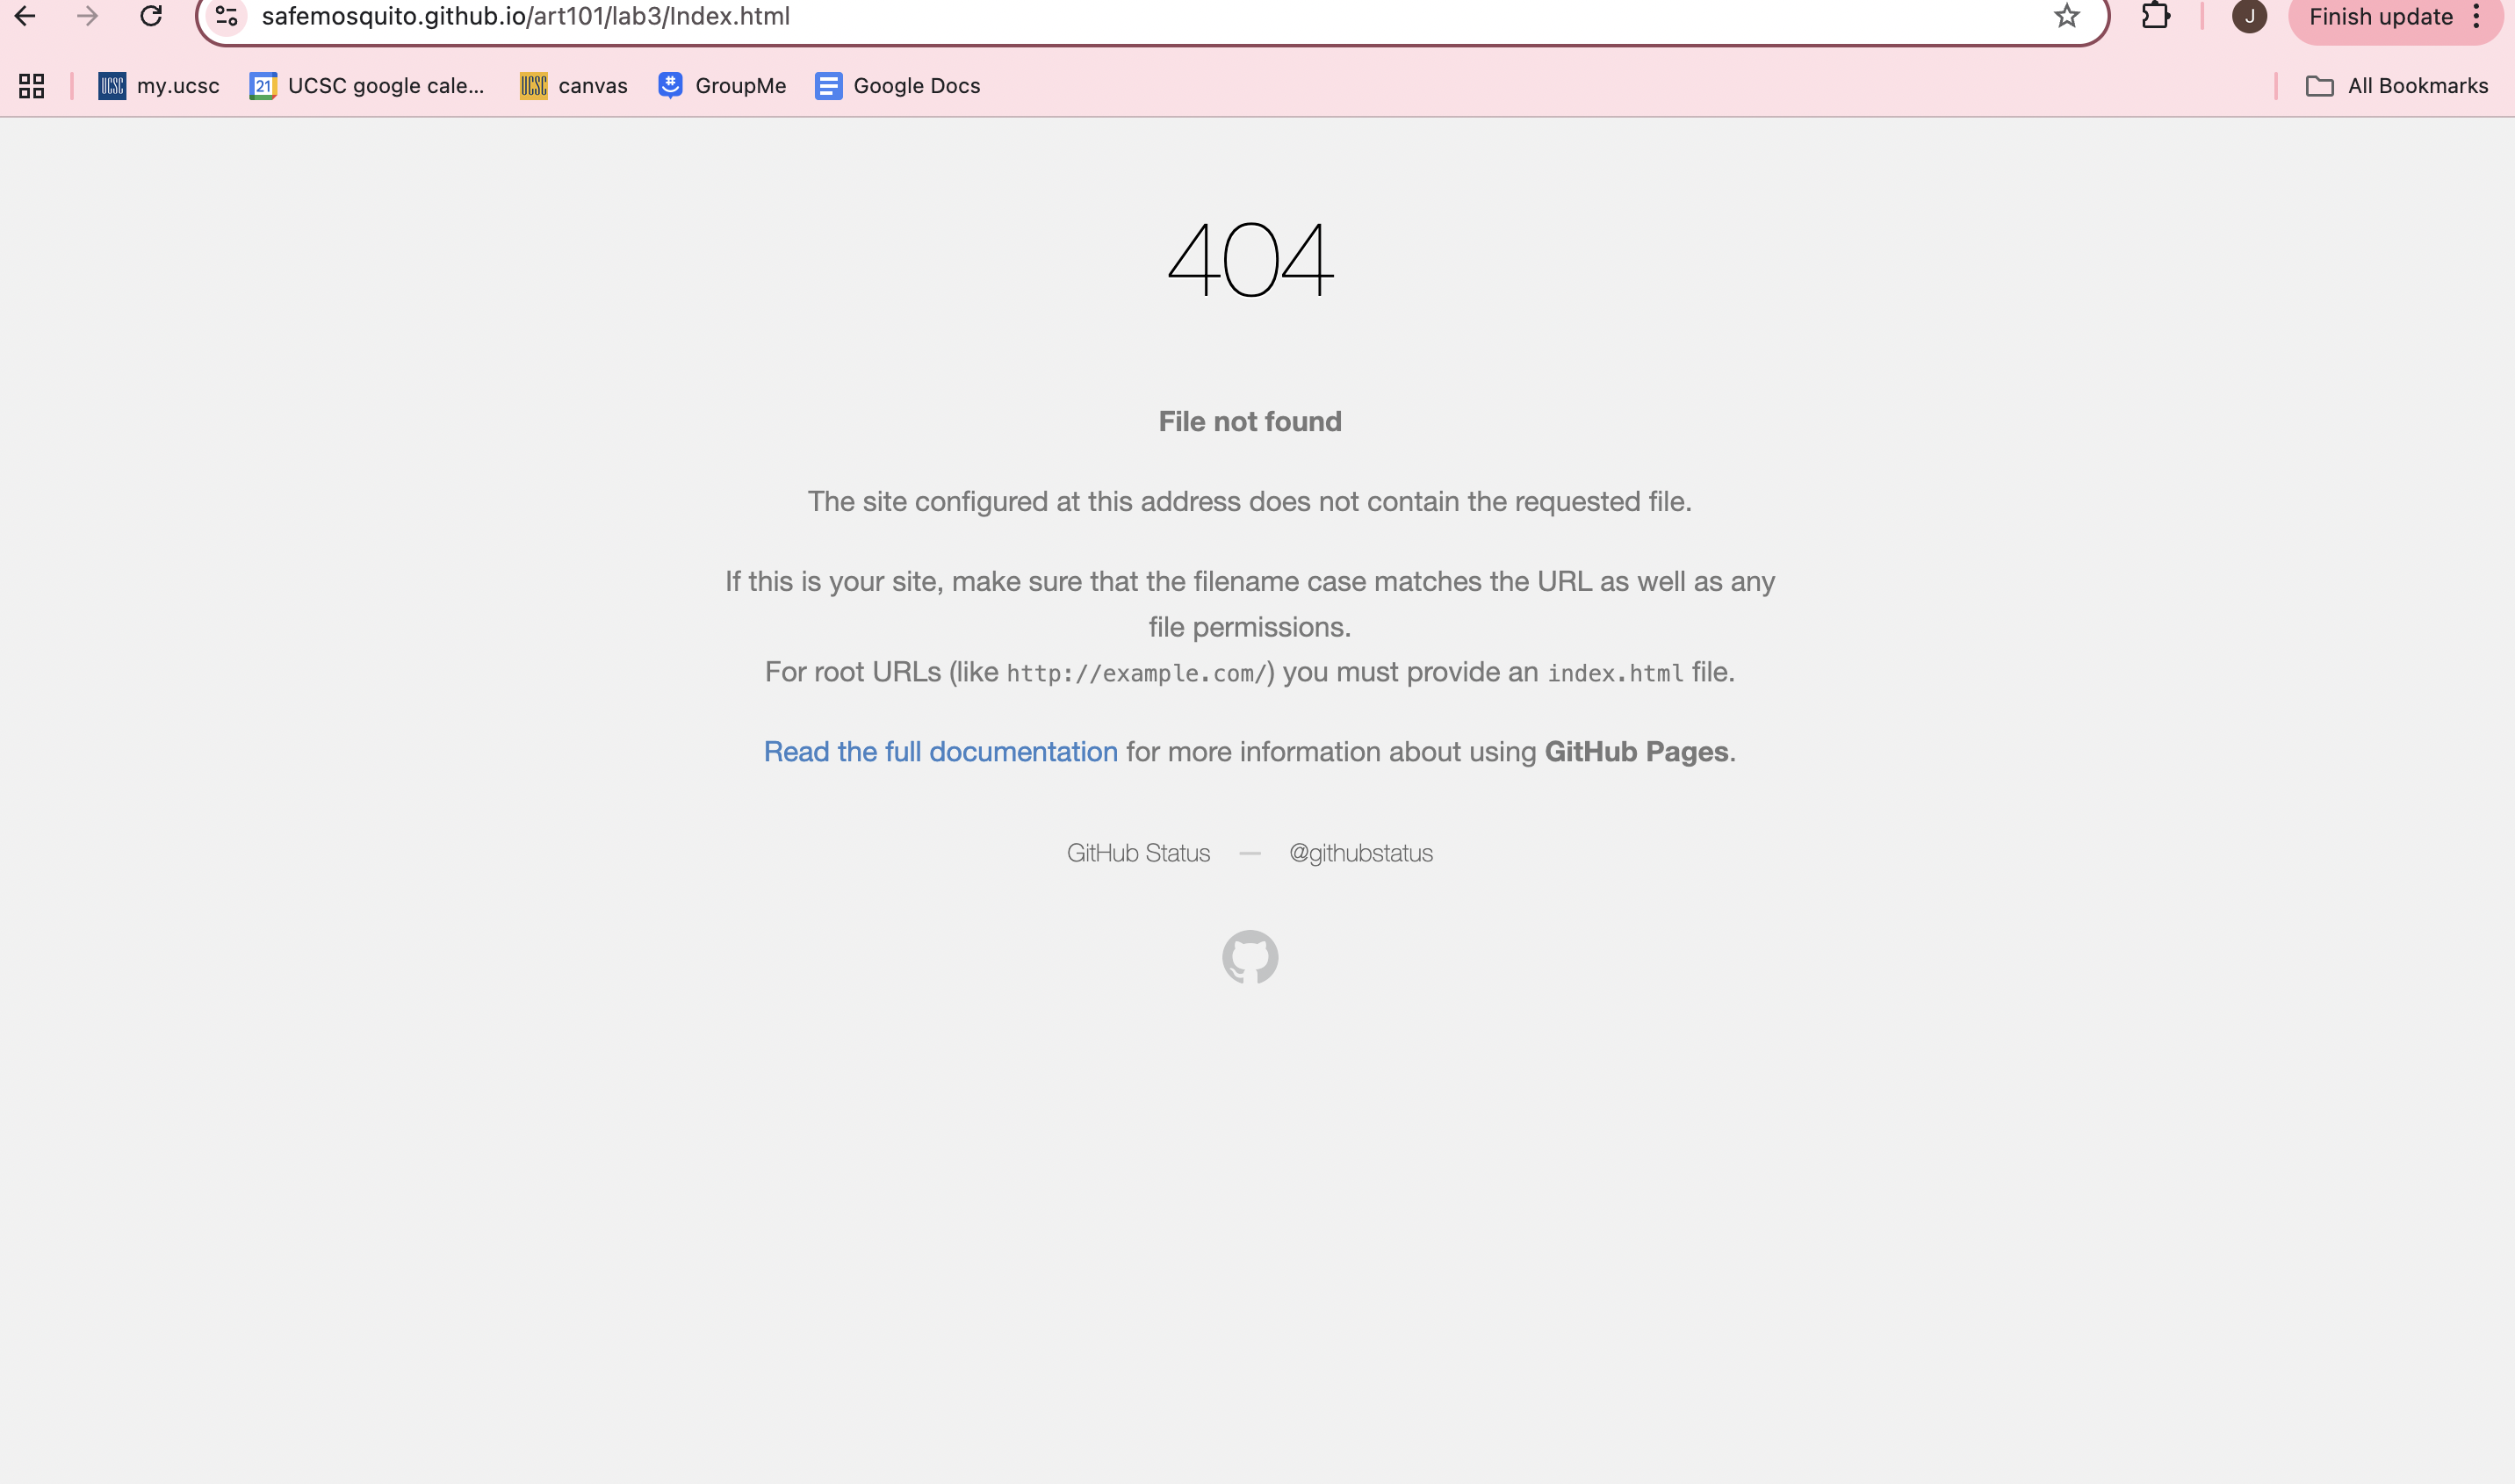 safemosquito.github.io/art101/lab3/Index.html
J
Finish update
UCSC my.ucsc
21 UCSC google cale...
UCSC canvas
# GroupMe
Google Docs
All Bookmarks
404
File not found
The site configured at this address does not contain the requested file.
If this is your site, make sure that the filename case matches the URL as well as any
file permissions.
For root URLs (like http://example.com/) you must provide an index.html file.
Read the full documentation for more information about using GitHub Pages.
GitHub Status — @githubstatus